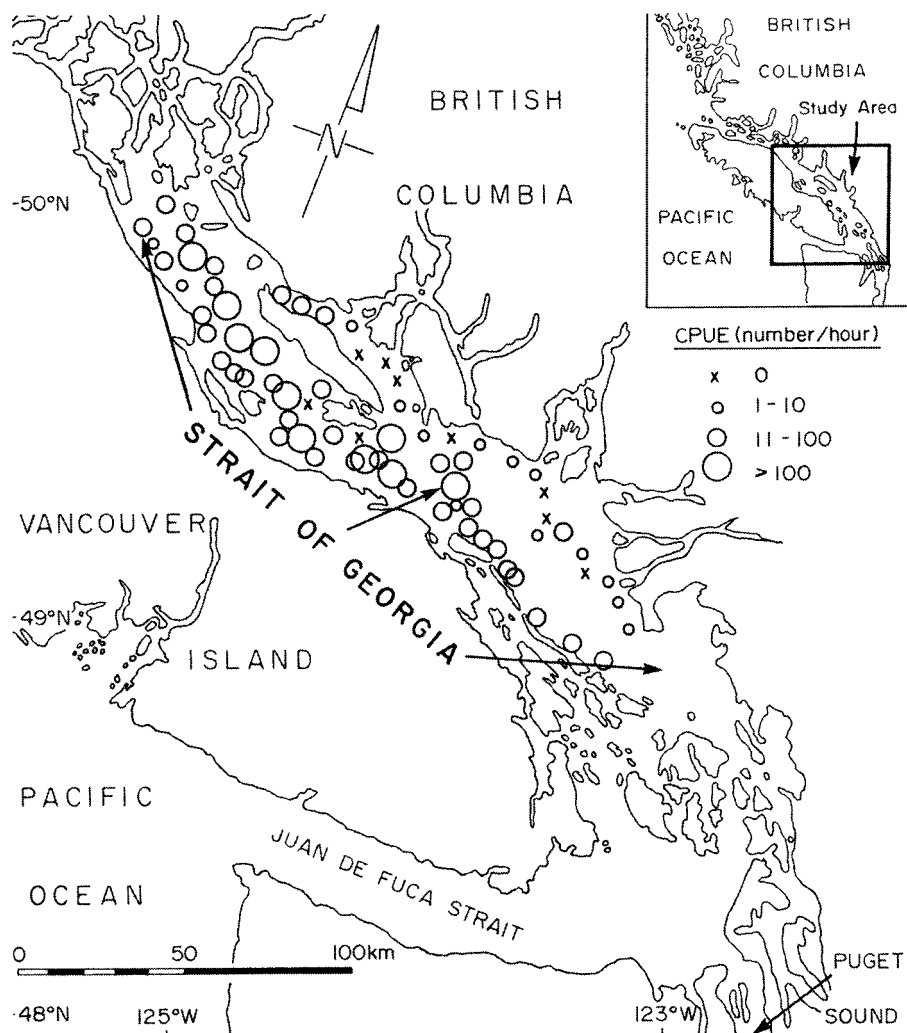 BRITISH
COLUMBIA
BRITISH
COLUMBIA
Study Area
PACIFIC
OCEAN
N
-50°N
CPUE (number/hour)
x 0
1-10
11-100
>100
STRAIT OF GEORGIA
VANCOUVER
ISLAND
-49°N
PACIFIC
OCEAN
JUAN DE FUCA STRAIT
0 50 100km
PUGET
SOUND
-48°N 125°W 123°W